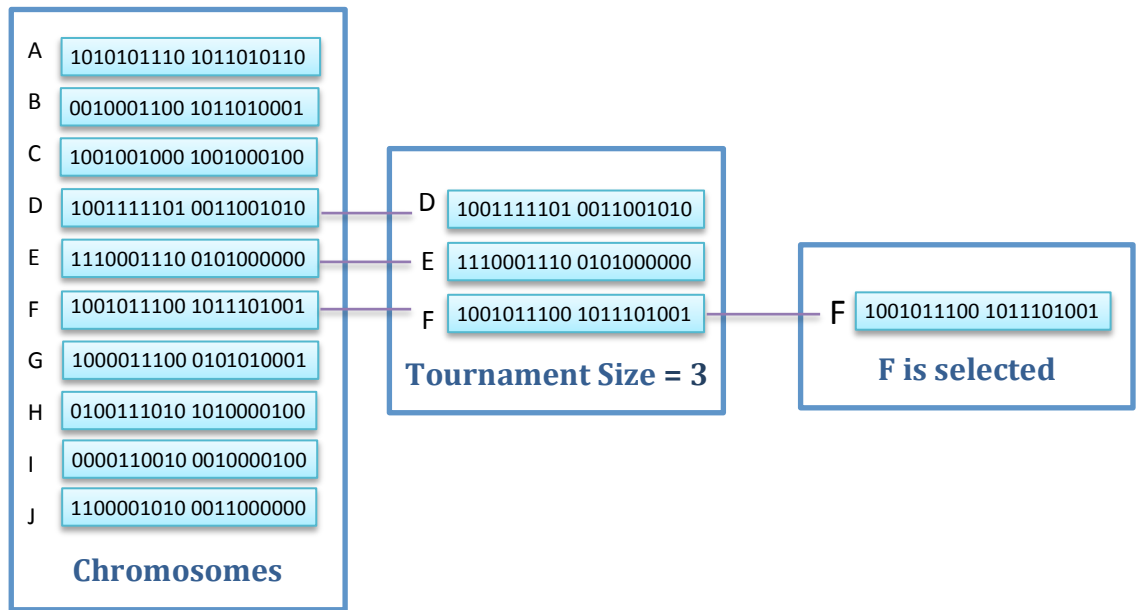 A 1010101110 1011010110
B 0010001100 1011010001
C 1001001000 1001000100
D 1001111101 0011001010
E 1110001110 0101000000
F 1001011100 1011101001
G 1000011100 0101010001
H 0100111010 1010000100
I 0000110010 0010000100
J 1100001010 0011000000
Chromosomes
D 1001111101 0011001010
E 1110001110 0101000000
F 1001011100 1011101001
Tournament Size = 3
F 1001011100 1011101001
F is selected